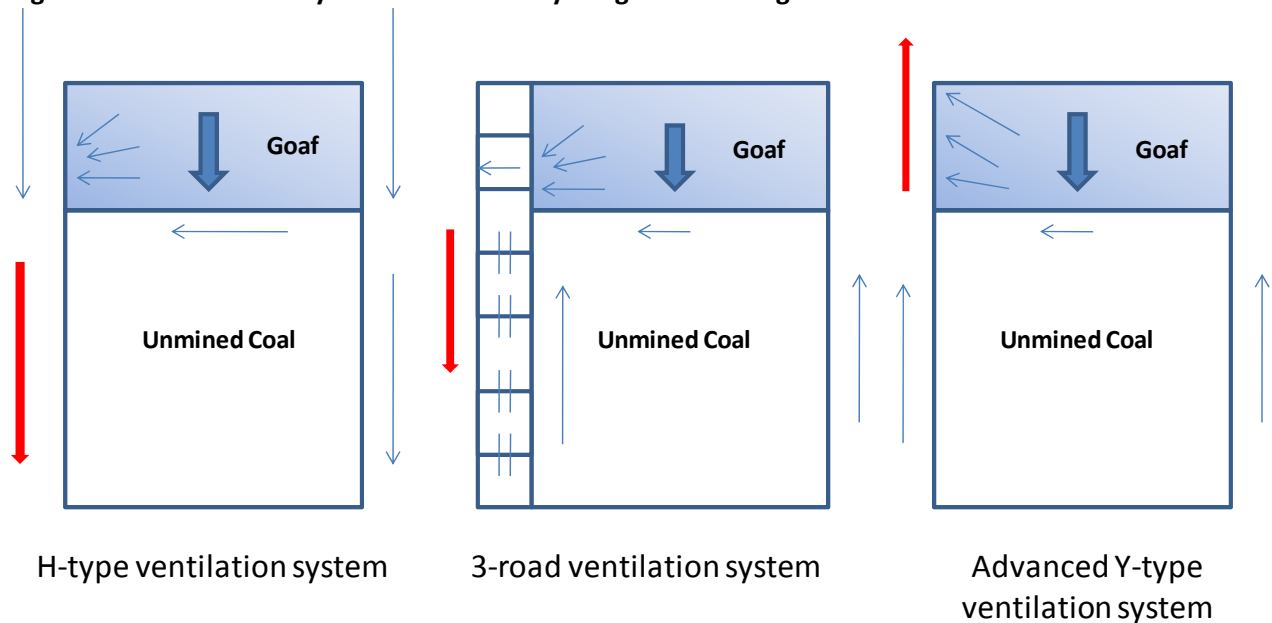 Goaf
Goaf
Goaf
Unmined Coal
Unmined Coal
Unmined Coal
H-type ventilation system
3-road ventilation system
Advanced Y-type
ventilation system